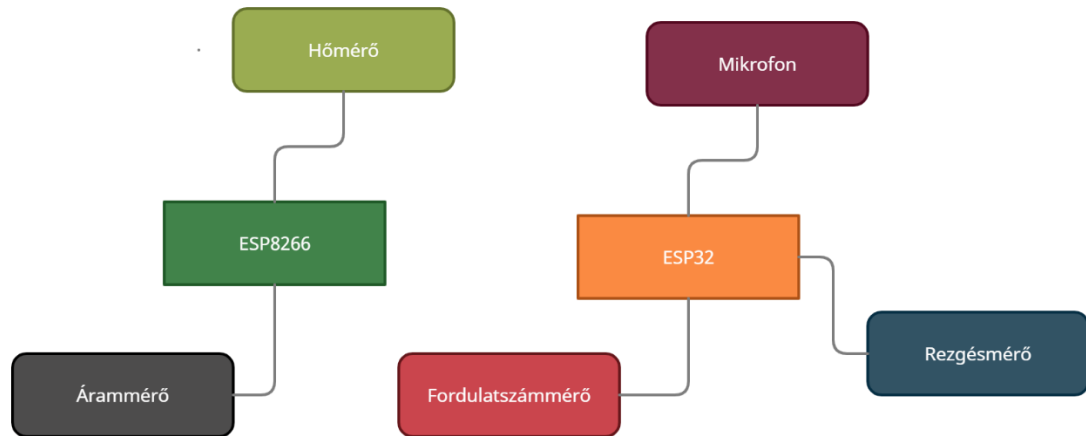 Hőmérő
Mikrofon
ESP8266
ESP32
Rezgésmérő
Árammérő
Fordulatszámmérő